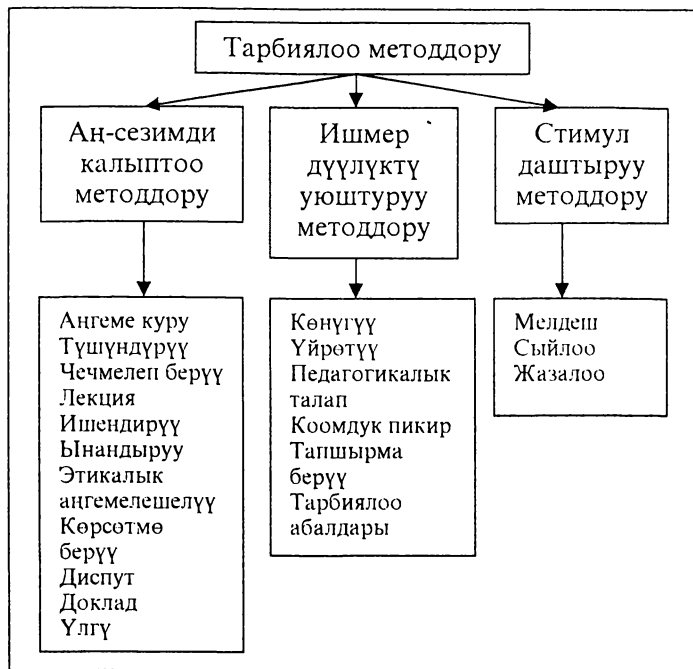 Тарбиялоо методдору
Аң-сезимди
калыптоо
методдору
Ишмер
дүүлүктү
уюштуруу
методдору
Стимул
даштыруу
методдору
Аңгеме куру
Түшүндүрүү
Чечмелеп берүү
Лекция
Ишендирүү
Ынандыруу
Этикалык
аңгемелешелүү
Көрсөтмө
берүү
Диспут
Доклад
Үлгү
Көнүгүү
Үйрөтүү
Педагогикалык
талап
Коомдук пикир
Тапшырма
берүү
Тарбиялоо
абалдары
Мелдеш
Сыйлоо
Жазалоо